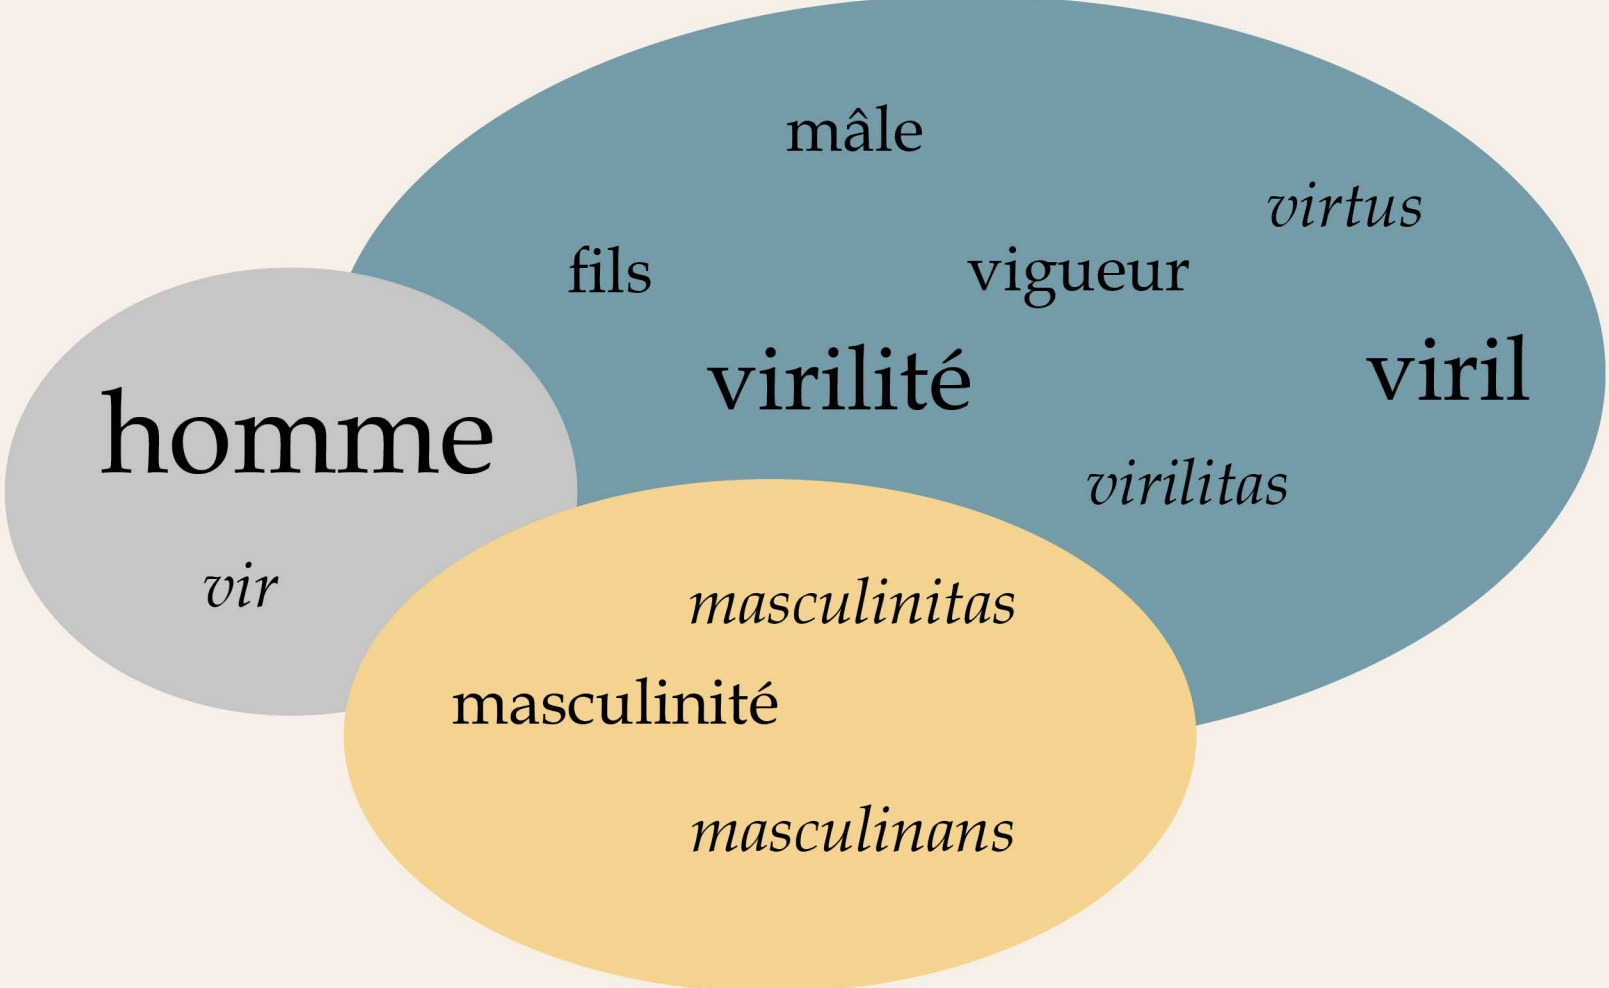 mâle
virtus
fils
vigueur
virilité
viril
homme
virilitas
vir
masculinitas
masculinité
masculinans